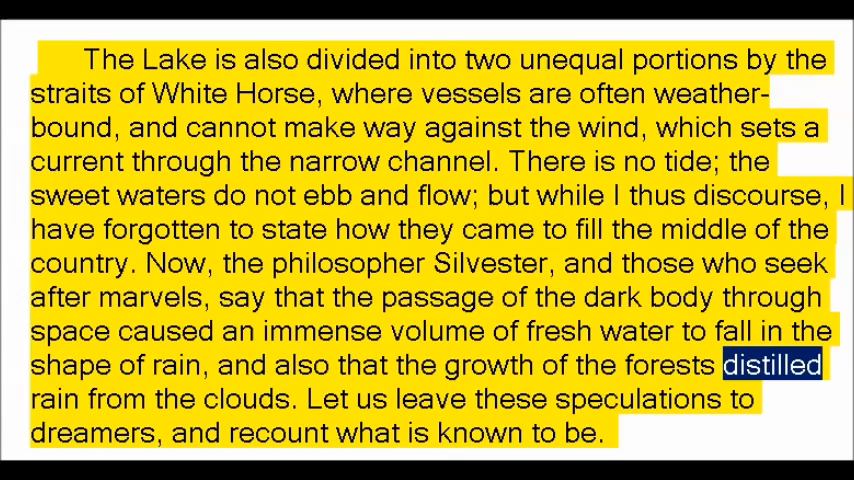 The Lake is also divided into two unequal portions by the
straits of White Horse, where vessels are often weather-
bound, and cannot make way against the wind, which sets a
current through the narrow channel. There is no tide; the
sweet waters do not ebb and flow; but while I thus discourse, I
have forgotten to state how they came to fill the middle of the
country. Now, the philosopher Silvester, and those who seek
after marvels, say that the passage of the dark body through
space caused an immense volume of fresh water to fall in the
shape of rain, and also that the growth of the forests distilled
rain from the clouds. Let us leave these speculations to
dreamers, and recount what is known to be.